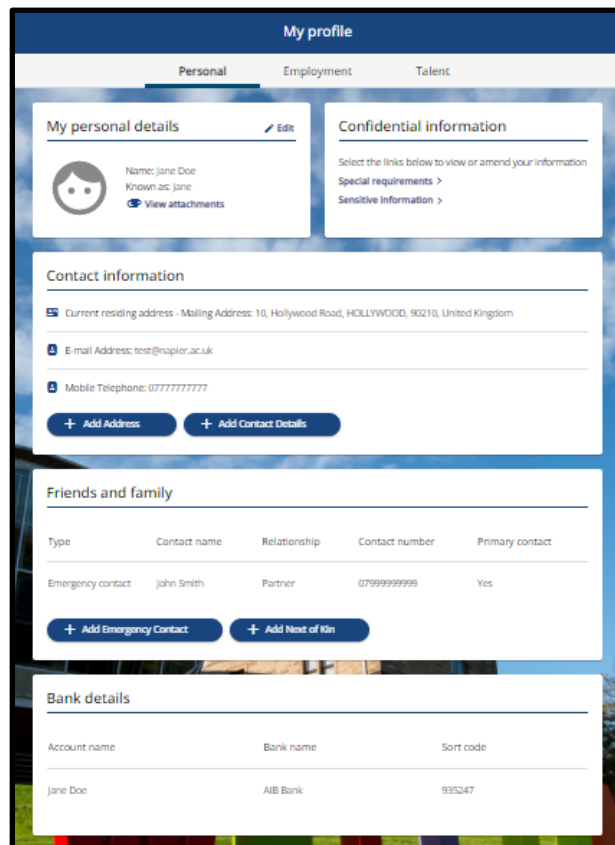 My profile
Personal Employment Talent
My personal details Edit
Name: Jane Doe
Known as: Jane
View attachments
Confidential information
Select the links below to view or amend your information
Special requirements >
Sensitive information >
Contact information
Current residing address - Mailing Address: 10, Hollywood Road, HOLLYWOOD, 90210, United Kingdom
E-mail Address: test@napier.ac.uk
Mobile Telephone: 07777777777
+ Add Address + Add Contact Details
Friends and family
Type Contact name Relationship Contact number Primary contact
Emergency contact John Smith Partner 07999999999 Yes
+ Add Emergency Contact + Add Next of Kin
Bank details
Account name Bank name Sort code
Jane Doe AIB Bank 935247